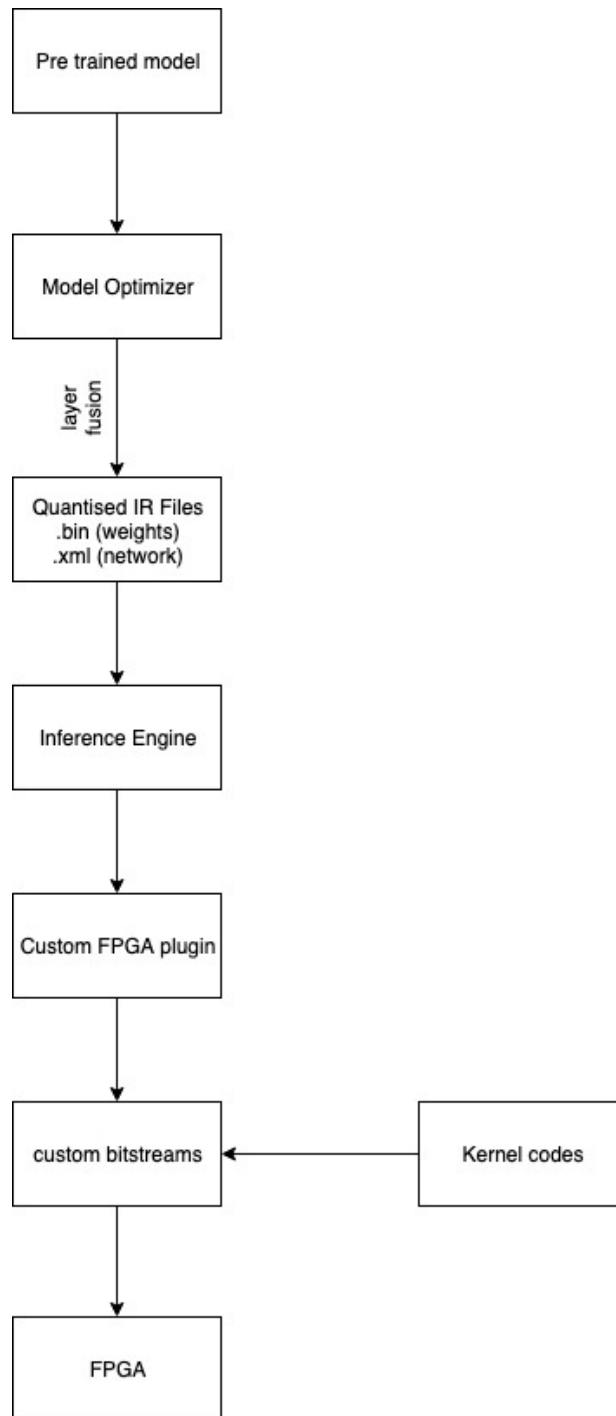 Pre trained model
Model Optimizer
layer
fusion
Quantised IR Files
.bin (weights)
.xml (network)
Inference Engine
Custom FPGA plugin
custom bitstreams
Kernel codes
FPGA